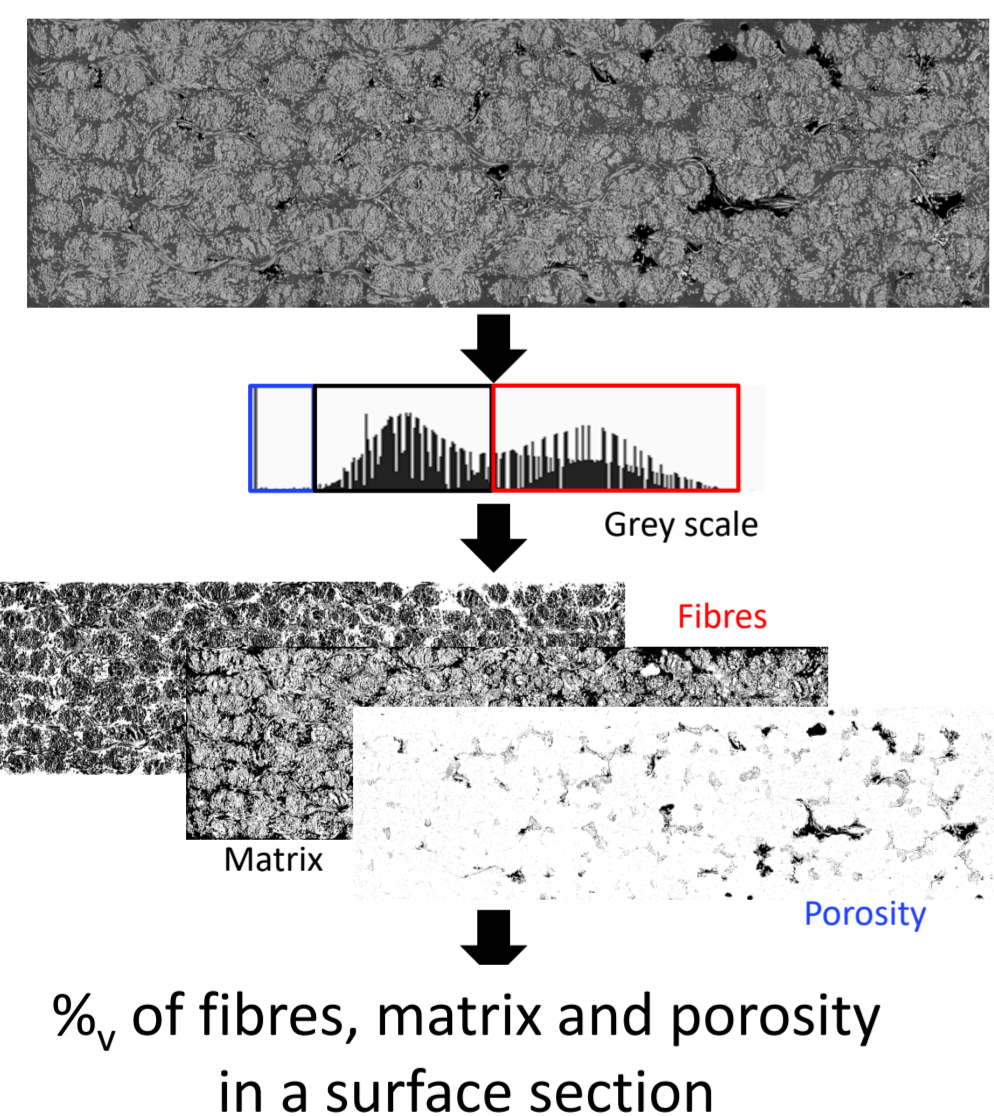 Grey scale
Fibres
Matrix
Porosity
%v of fibres, matrix and porosity
in a surface section